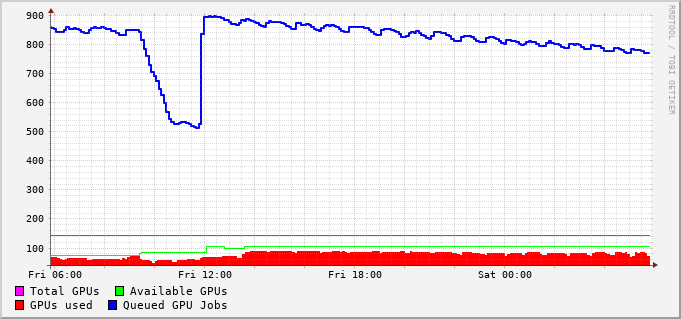 900
800
700
600
500
400
300
200
100
Fri 06:00 Fri 12:00 Fri 18:00 Sat 00:00
Total GPUs Available GPUs
GPUs used Queued GPU Jobs
RRDTOOL / TOBI OETIKER